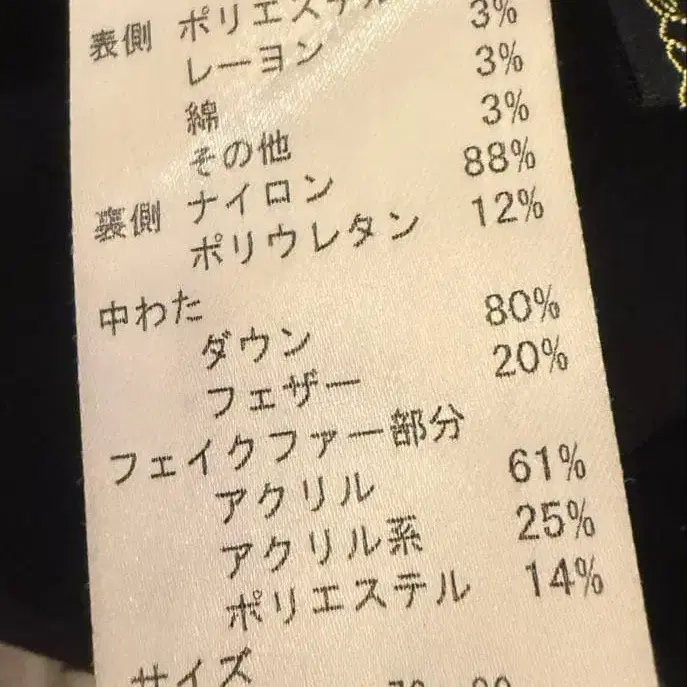 表側 ポリエステル
レーヨン 3%
綿 3%
その他 3%
裏側 ナイロン 88%
ポリウレタン 12%
中わた
ダウン 80%
フェザー 20%
フェイクファー部分
アクリル 61%
アクリル系 25%
ポリエステル 14%
サイズ